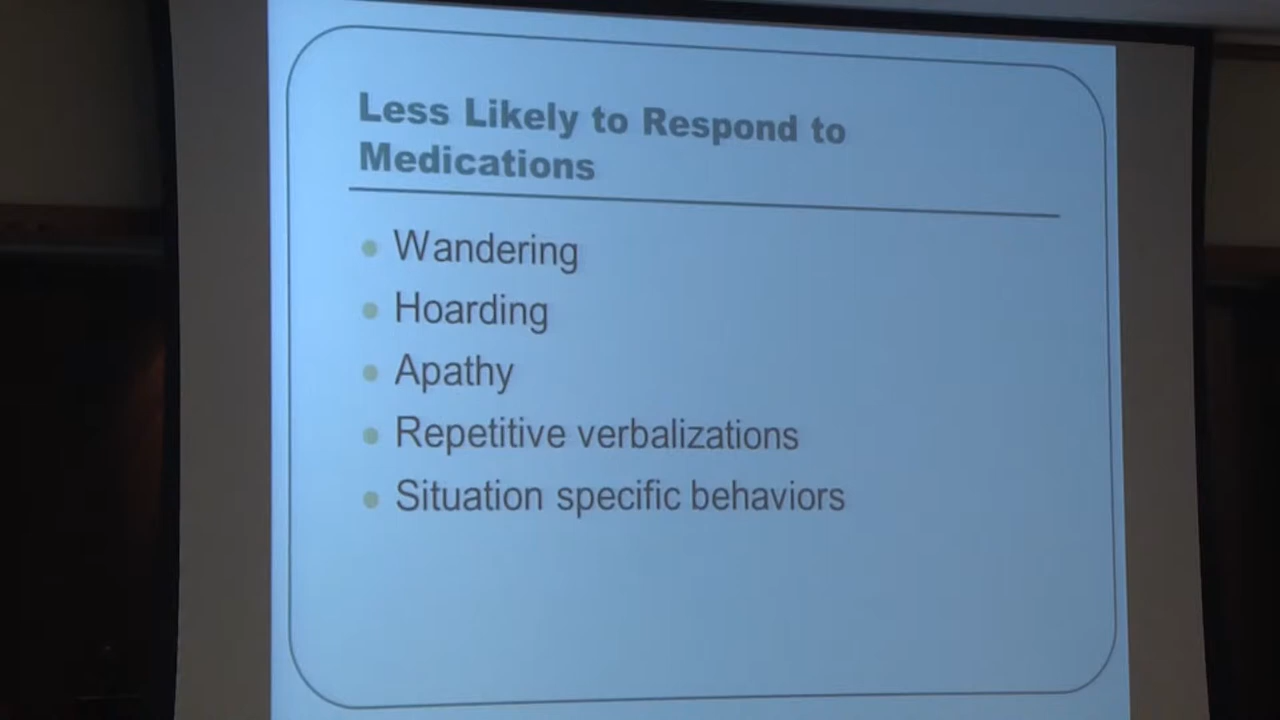 Less Likely to Respond to
Medications
Wandering
Hoarding
Apathy
Repetitive verbalizations
Situation specific behaviors